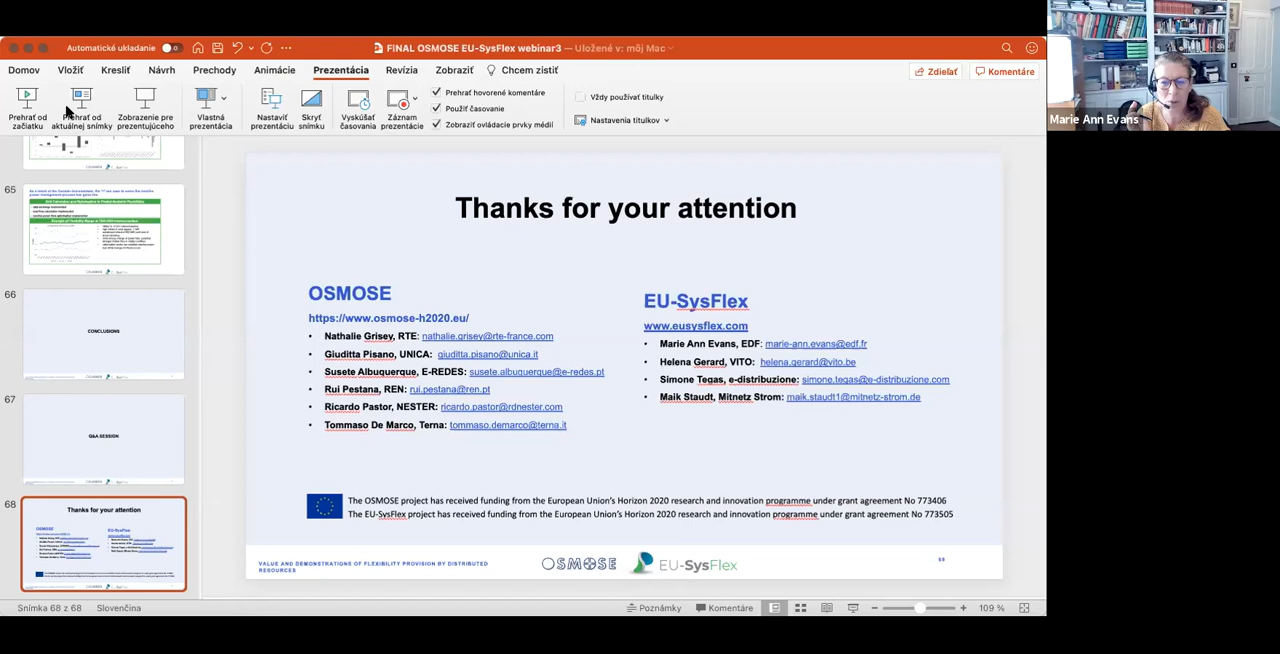 Automatické ukladanie
FINAL OSMOSE EU-SysFlex webinar3 — Uložené v: môj Mac
Domov Vložiť Kresliť Návrh Prechody Animácie Prezentácia Revízia Zobraziť Chcem zistiť
Zdieľať Komentáre
Prehrať od začiatku
Prehrať od aktuálnej snímky
Zobrazenie pre prezentujúceho
Vlastná prezentácia
Nastaviť prezentáciu
Skryť snímku
Vyskúšať časovania
Záznam prezentácie
Prehrať hovorené komentáre
Použiť časovanie
Zobraziť ovládacie prvky médií
Vždy používať titulky
Nastavenia titulkov
Marie Ann Evans
65
66
CONCLUSIONS
67
Q&A SESSION
68
Thanks for your attention
OSMOSE
EU-SysFlex
Thanks for your attention
OSMOSE
https://www.osmose-h2020.eu/
• Nathalie Grisey, RTE: nathalie.grisey@rte-france.com
• Giuditta Pisano, UNICA: giuditta.pisano@unica.it
• Susete Albuquerque, E-REDES: susete.albuquerque@e-redes.pt
• Rui Pestana, REN: rui.pestana@ren.pt
• Ricardo Pastor, NESTER: ricardo.pastor@rdnester.com
• Tommaso De Marco, Terna: tommaso.demarco@terna.it
EU-SysFlex
www.eusysflex.com
• Marie Ann Evans, EDF: marie-ann.evans@edf.fr
• Helena Gerard, VITO: helena.gerard@vito.be
• Simone Tegas, e-distribuzione: simone.tegas@e-distribuzione.com
• Maik Staudt, Mitnetz Strom: maik.staudt1@mitnetz-strom.de
The OSMOSE project has received funding from the European Union's Horizon 2020 research and innovation programme under grant agreement No 773406
The EU-SysFlex project has received funding from the European Union's Horizon 2020 research and innovation programme under grant agreement No 773505
VALUE AND DEMONSTRATIONS OF FLEXIBILITY PROVISION BY DISTRIBUTED
RESOURCES
OSMOSE
EU-SysFlex
Snímka 68 z 68 Slovenčina
Poznámky Komentáre 109 %